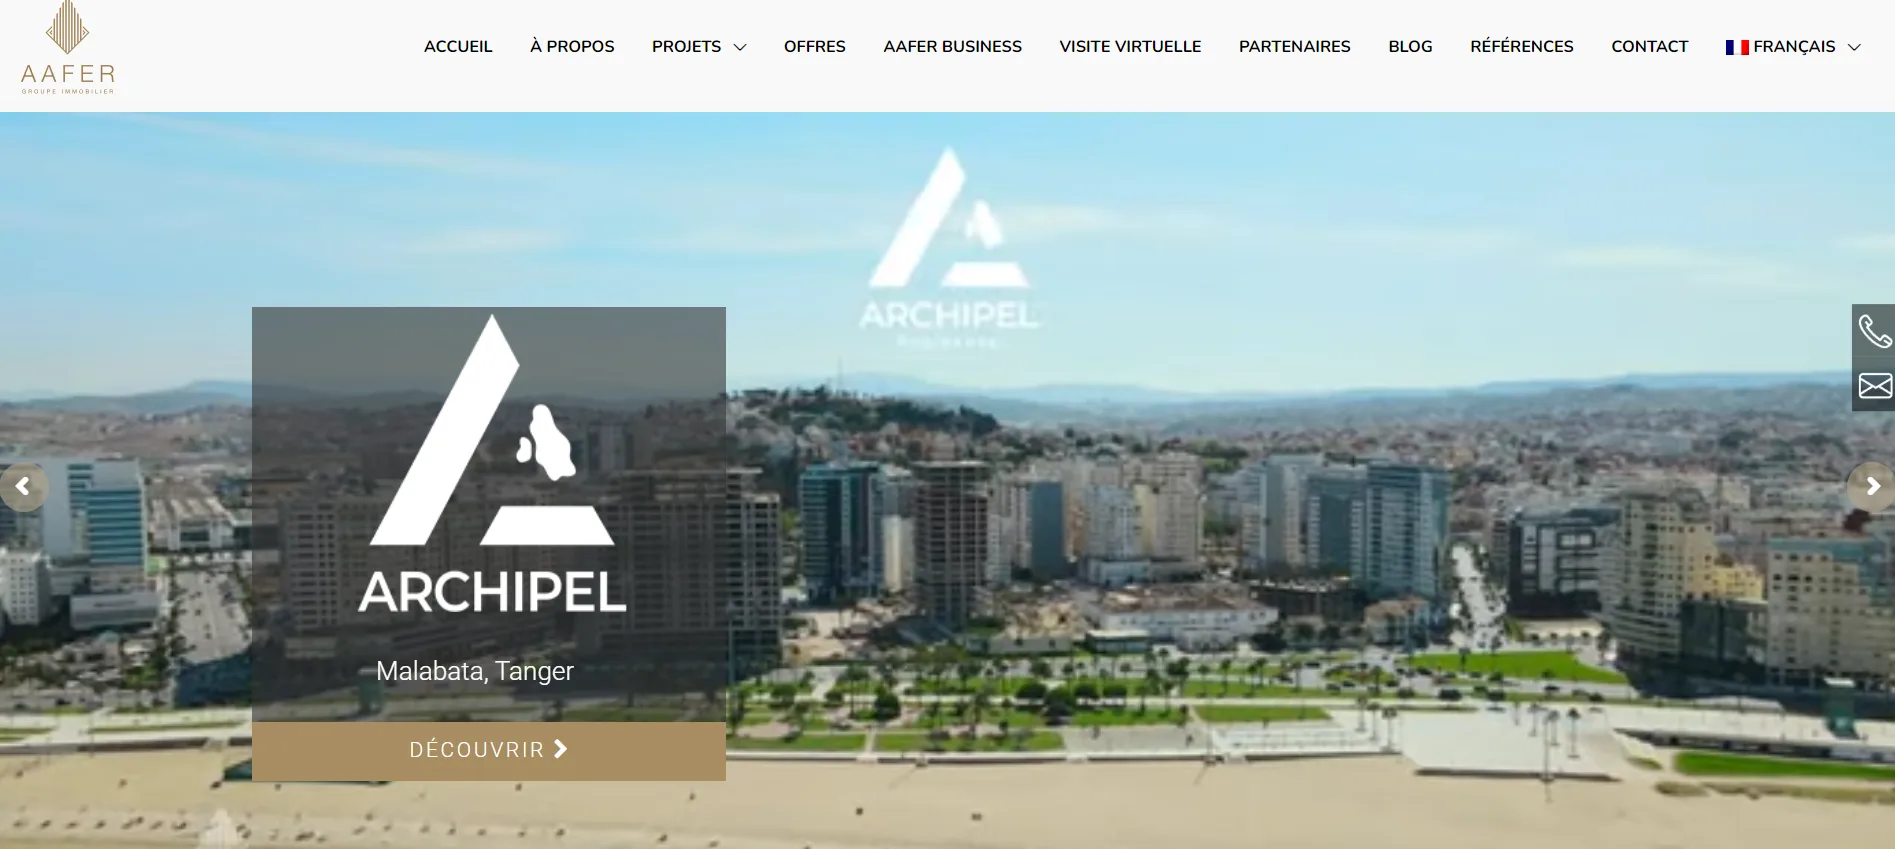 AAFER
GROUPE IMMOBILIER
ACCUEIL
À PROPOS
PROJETS
OFFRES
AAFER BUSINESS
VISITE VIRTUELLE
PARTENAIRES
BLOG
RÉFÉRENCES
CONTACT
FRANÇAIS
ARCHIPEL
ARCHIPEL
Malabata, Tanger
DÉCOUVRIR